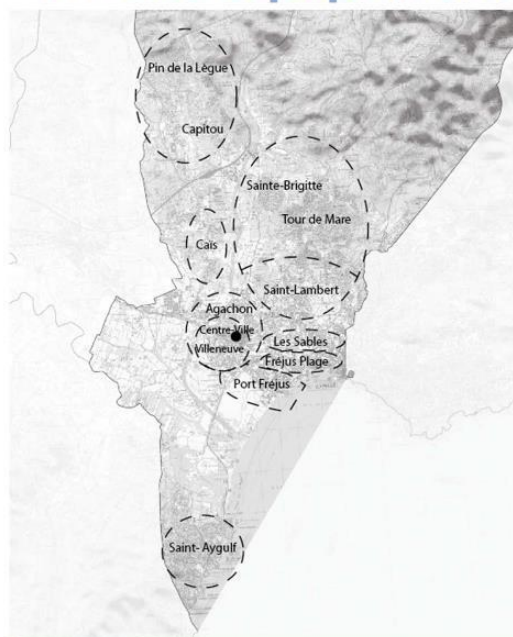 Pin de la Lègue
Capitou
Sainte-Brigitte
Tour de Mare
Caïs
Saint-Lambert
Agachon
Centre-Ville
Villeneuve
Les Sables
Fréjus Plage
Port Fréjus
Saint- Aygulf